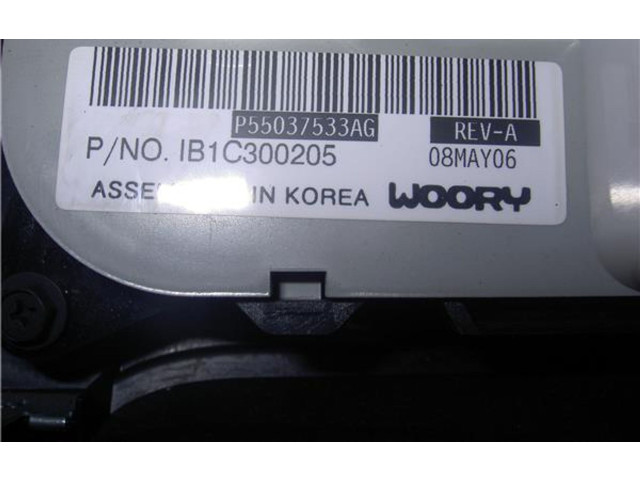 P55037533AG REV-A
P/NO. IB1C300205 08MAY06
IN KOREA WOORY